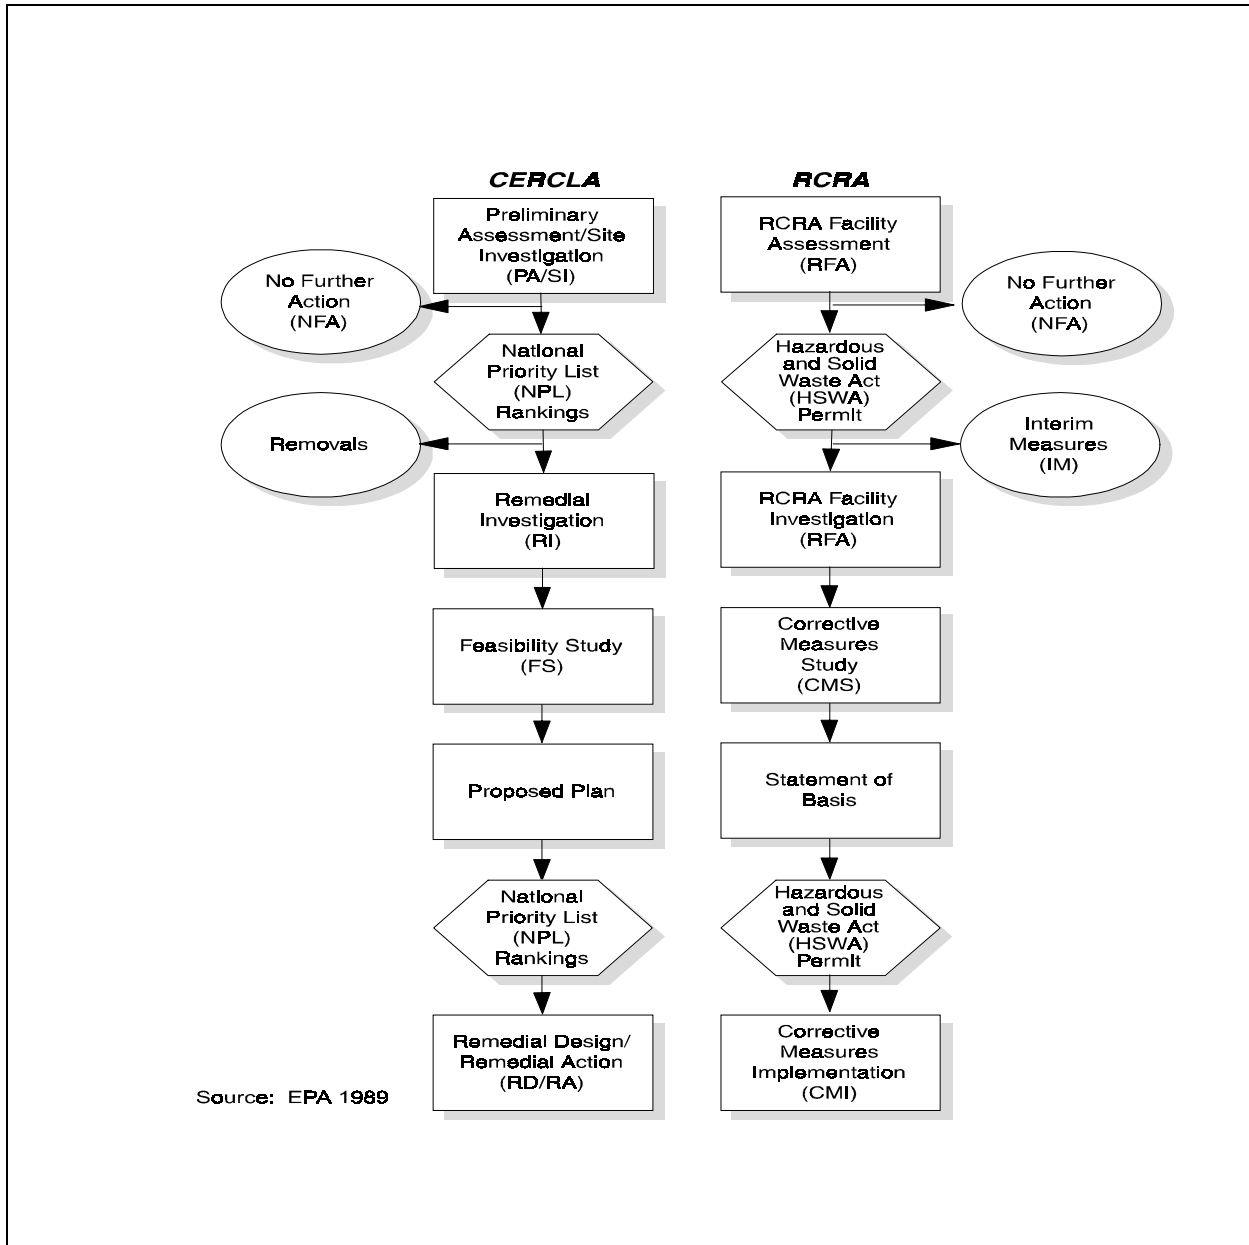 CERCLA
Preliminary
Assessment/Site
Investigation
(PA/SI)
No Further
Action
(NFA)
National
Priority List
(NPL)
Rankings
Removals
Remedial
Investigation
(RI)
Feasibility Study
(FS)
Proposed Plan
National
Priority List
(NPL)
Rankings
Remedial Design/
Remedial Action
(RD/RA)
RCRA
RCRA Facility
Assessment
(RFA)
No Further
Action
(NFA)
Hazardous
and Solid
Waste Act
(HSWA)
Permit
Interim
Measures
(IM)
RCRA Facility
Investigation
(RFA)
Corrective
Measures
Study
(CMS)
Statement of
Basis
Hazardous
and Solid
Waste Act
(HSWA)
Permit
Corrective
Measures
Implementation
(CMI)
Source: EPA 1989